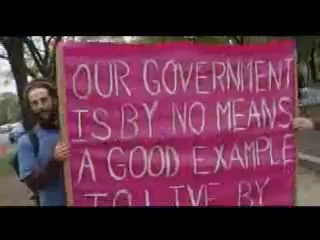 OUR GOVERNMENT
IS BY NO MEANS
A GOOD EXAMPLE
TO LIVE BY